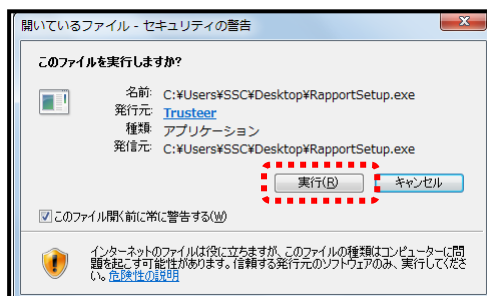 開いているファイル - セキュリティの警告
このファイルを実行しますか?
名前: C:¥Users¥SSC¥Desktop¥RapportSetup.exe
発行元: Trusteer
種類: アプリケーション
発信元: C:¥Users¥SSC¥Desktop¥RapportSetup.exe
実行(R) キャンセル
このファイル開く前に常に警告する(W)
インターネットのファイルは役に立ちますが、このファイルの種類はコンピューターに問
題を起こす可能性があります。信頼する発行元のソフトウェアのみ、実行してくださ
い。危険性の説明